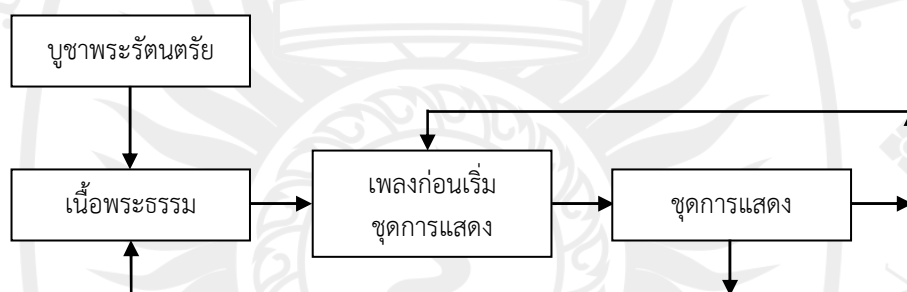 บูชาพระรัตนตรัย
เนื้อพระธรรม
เพลงก่อนเริ่ม
ชุดการแสดง
ชุดการแสดง